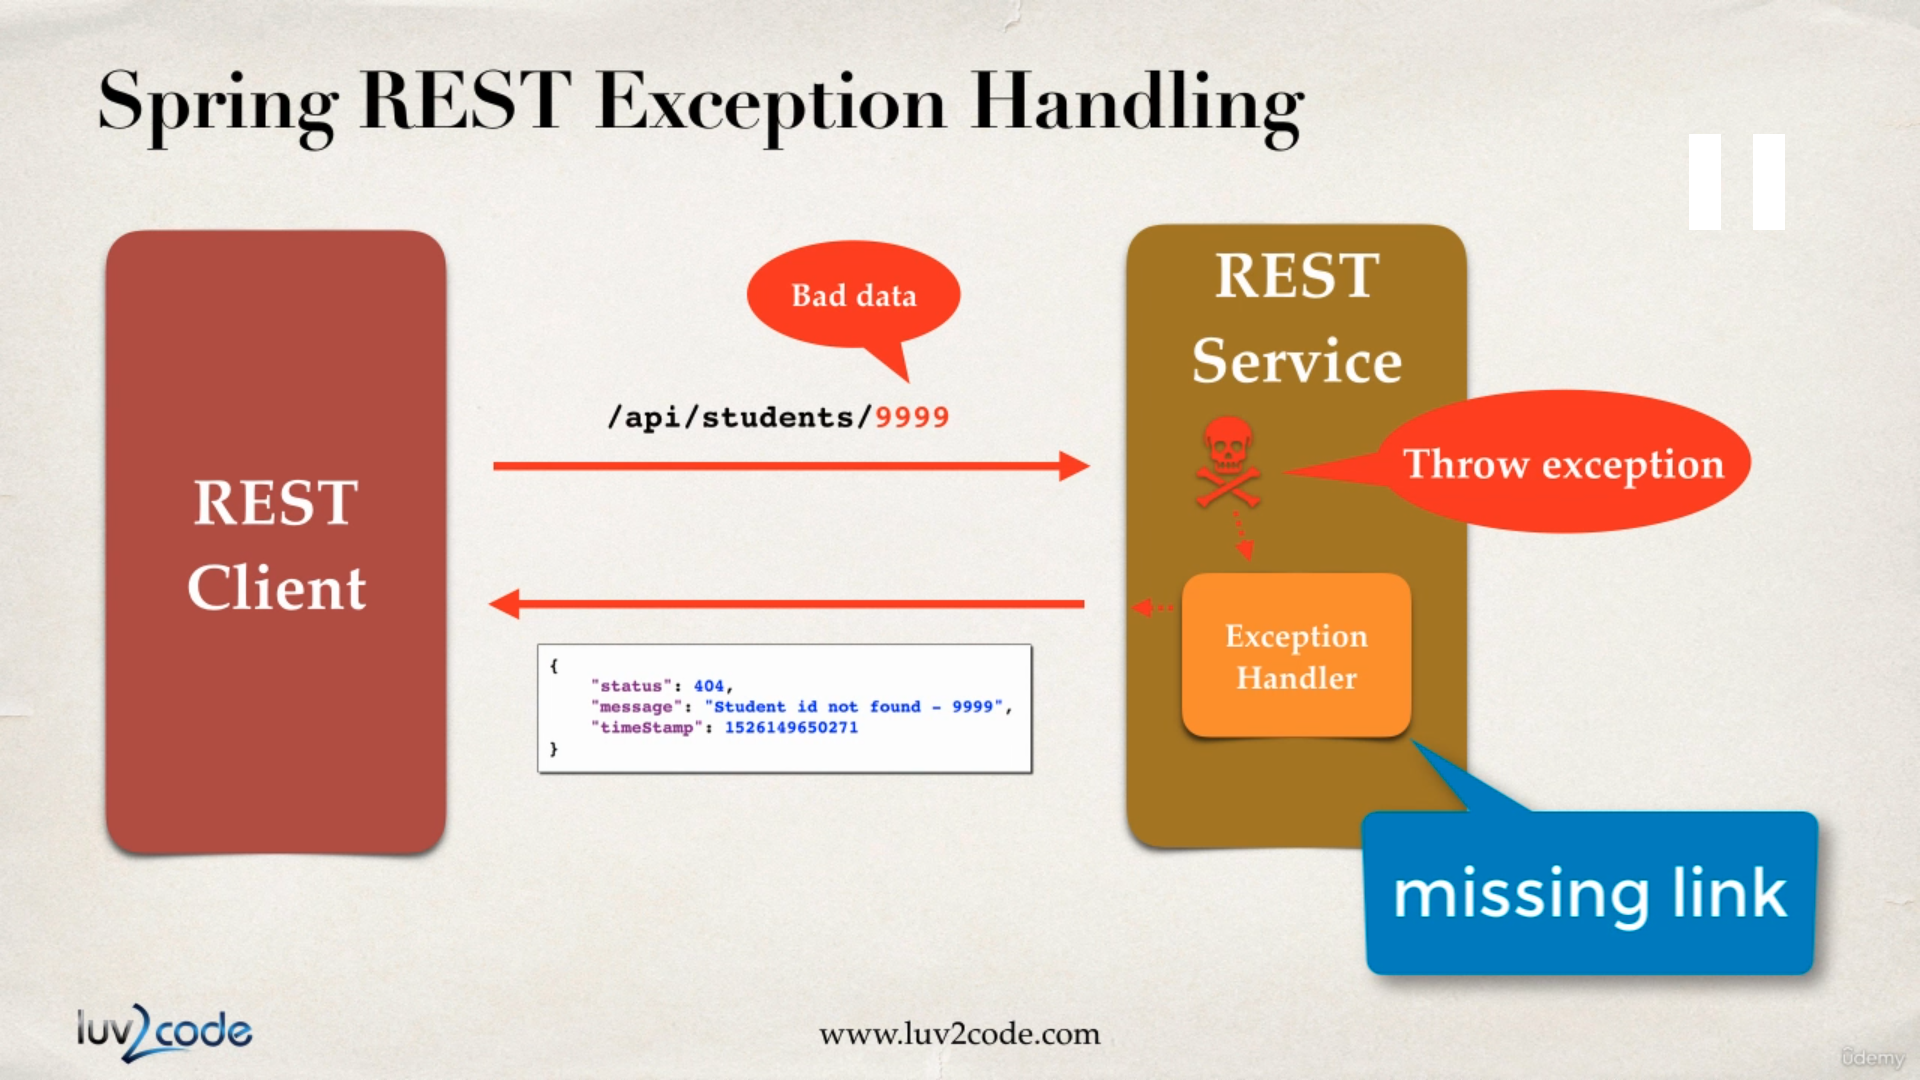 Spring REST Exception Handling
REST
Client
Bad data
/api/students/9999
{
"status": 404,
"message": "Student id not found - 9999",
"timeStamp": 1526149650271
}
REST
Service
Throw exception
Exception
Handler
missing link
luv2code
www.luv2code.com
ûdemy